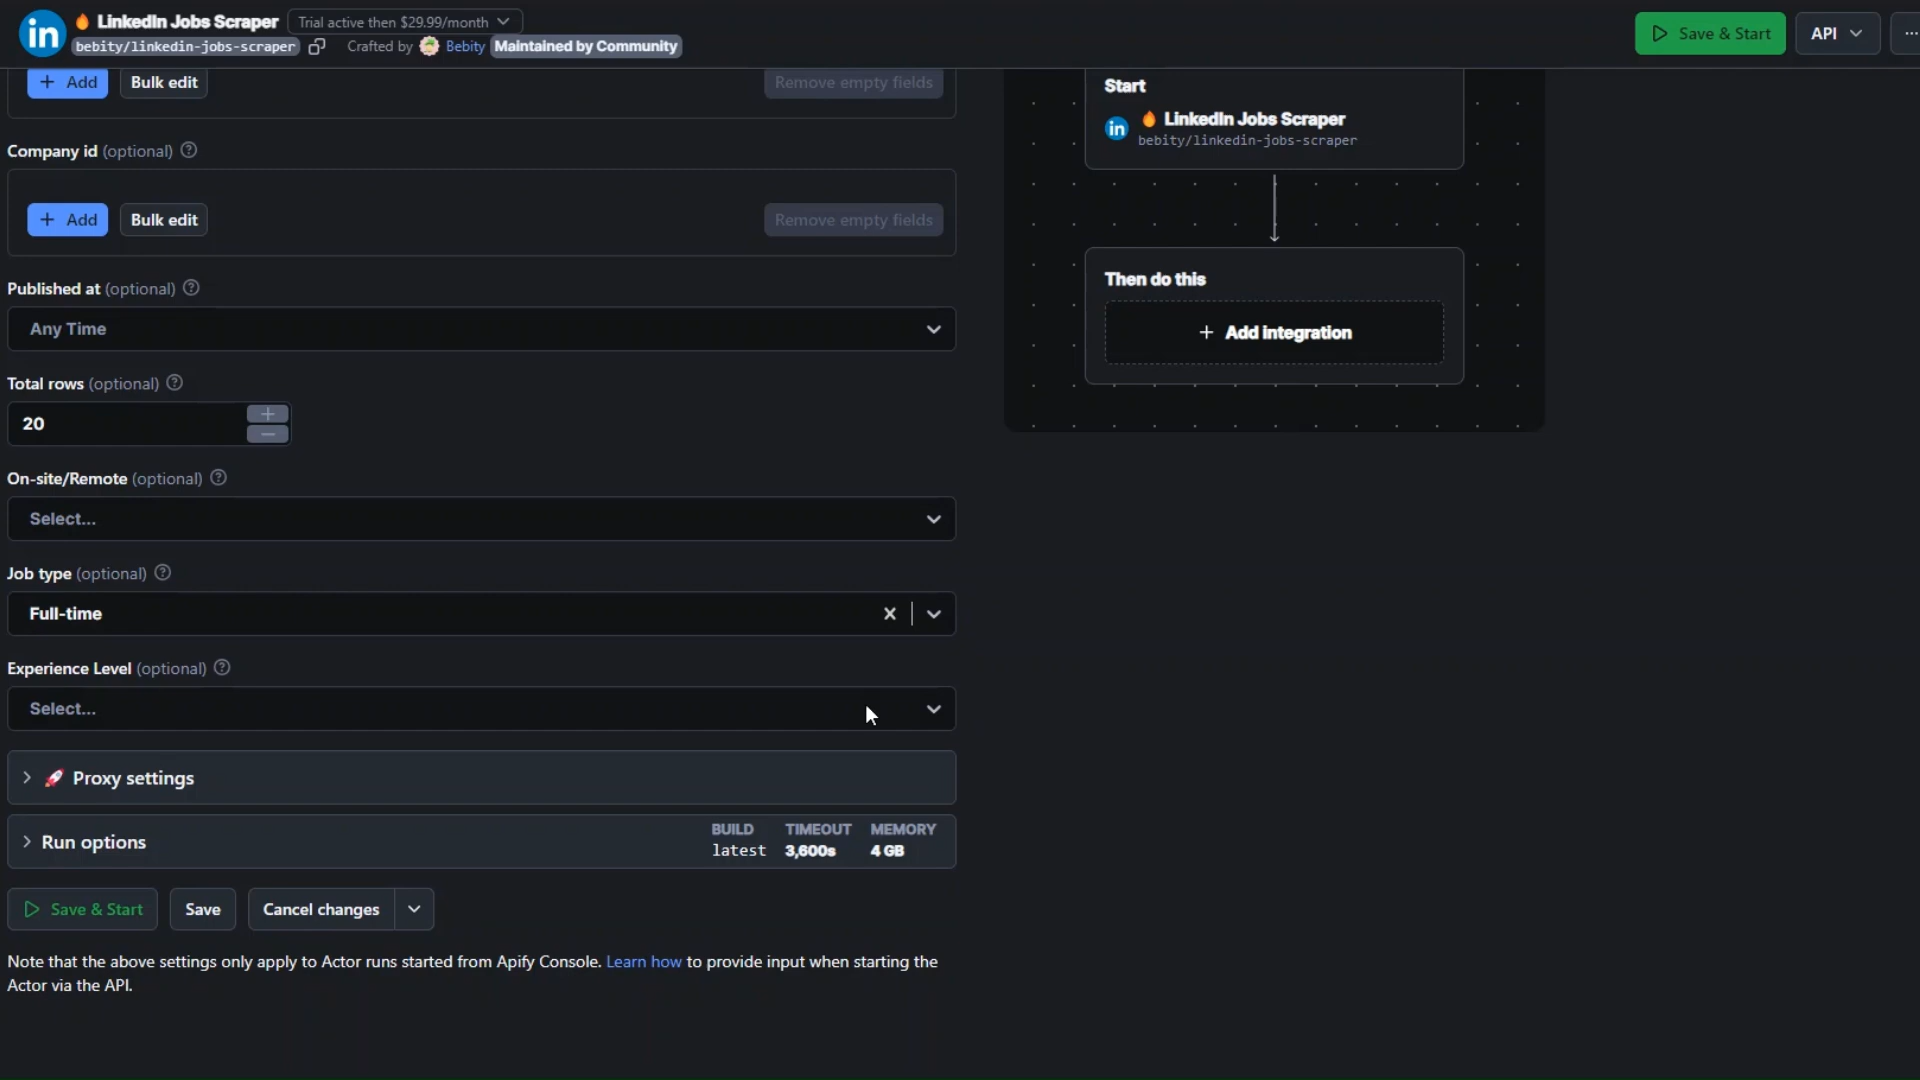 LinkedIn Jobs Scraper Trial active then $29.99/month
bebity/linkedin-jobs-scraper Crafted by Bebity Maintained by Community
Save & Start API ...
+ Add Bulk edit Remove empty fields
Company id (optional)
+ Add Bulk edit Remove empty fields
Published at (optional)
Any Time
Total rows (optional)
20
On-site/Remote (optional)
Select...
Job type (optional)
Full-time
Experience Level (optional)
Select...
Proxy settings
Run options
BUILD TIMEOUT MEMORY
latest 3,600s 4 GB
Save & Start Save Cancel changes
Note that the above settings only apply to Actor runs started from Apify Console. Learn how to provide input when starting the
Actor via the API.
Start
in LinkedIn Jobs Scraper
bebity/linkedin-jobs-scraper
Then do this
+ Add integration